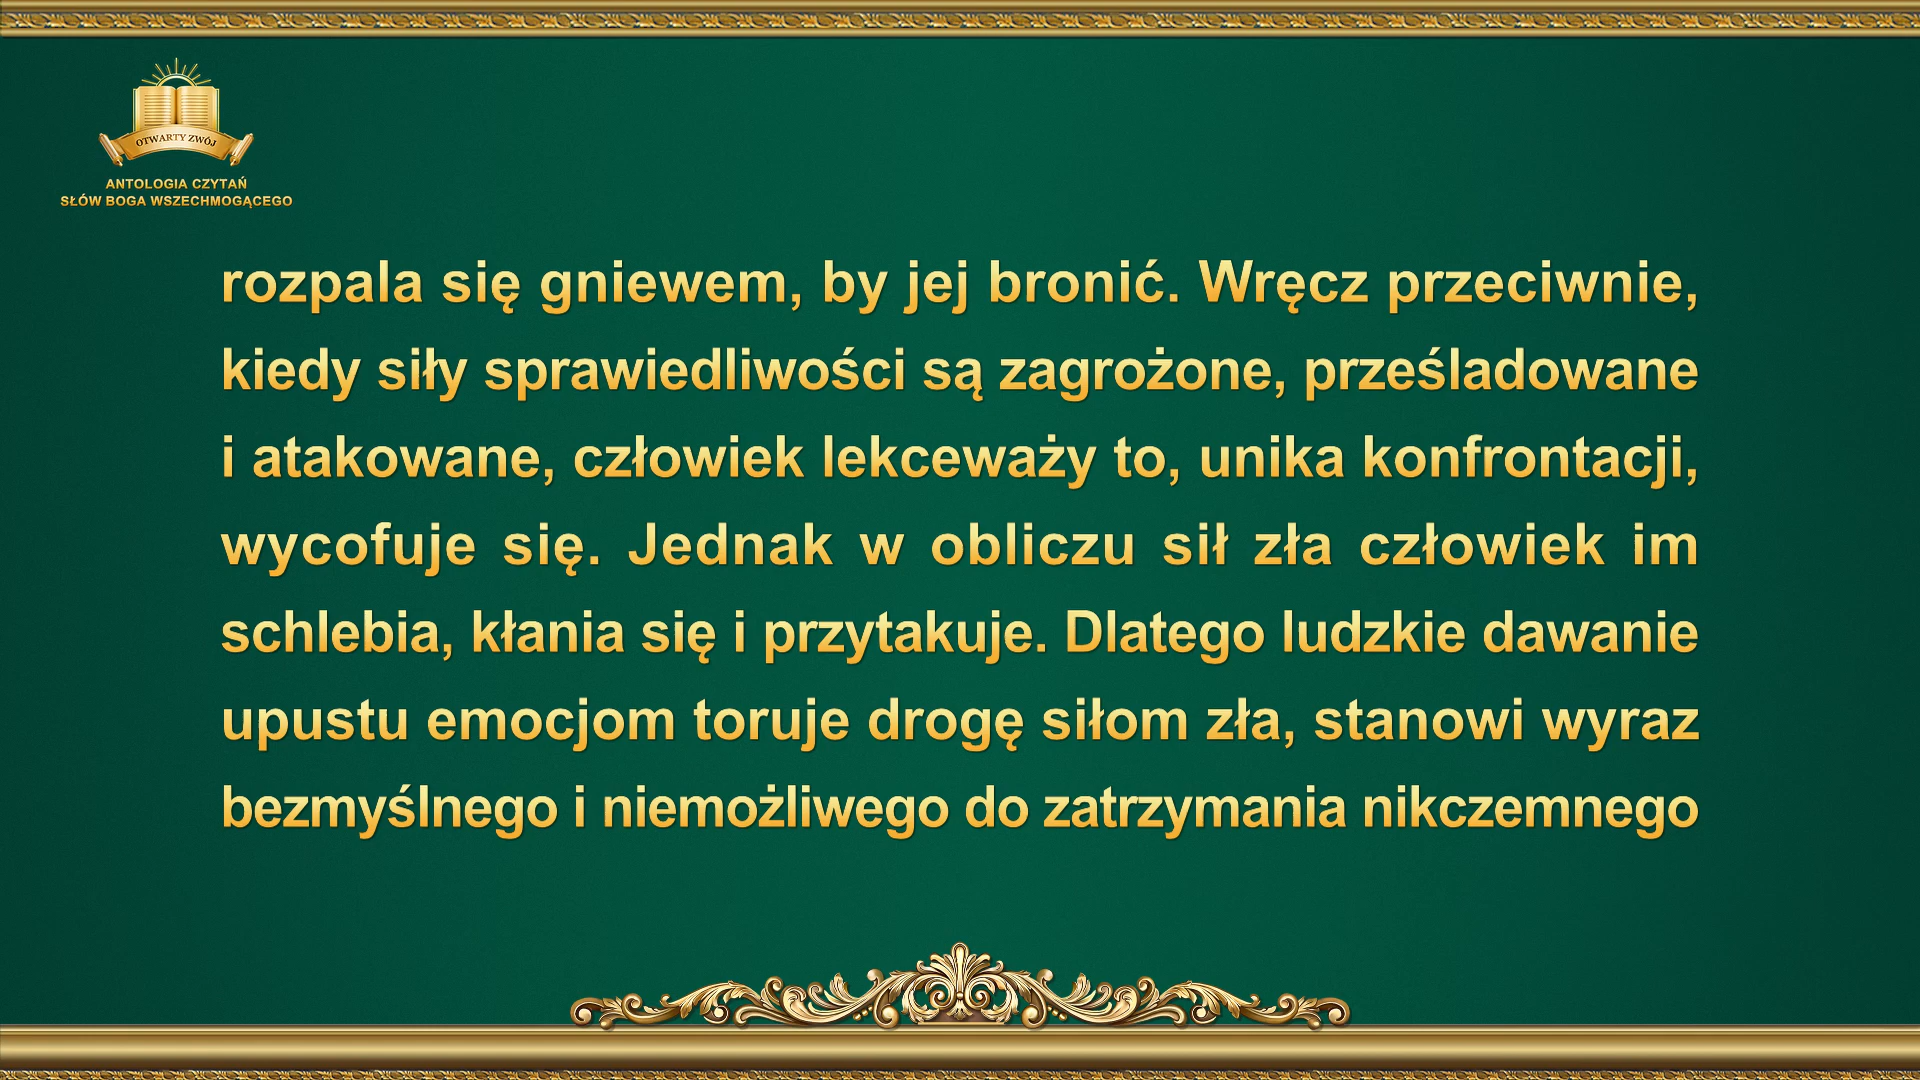 OTWARTY ZWÓJ
ANTOLOGIA CZYTAŃ
SŁÓW BOGA WSZECHMOGĄCEGO
rozpala się gniewem, by jej bronić. Wręcz przeciwnie,
kiedy siły sprawiedliwości są zagrożone, prześladowane
i atakowane, człowiek lekceważy to, unika konfrontacji,
wycofuje się. Jednak w obliczu sił zła człowiek im
schlebia, kłania się i przytakuje. Dlatego ludzkie dawanie
upustu emocjom toruje drogę siłom zła, stanowi wyraz
bezmyślnego i niemożliwego do zatrzymania nikczemnego